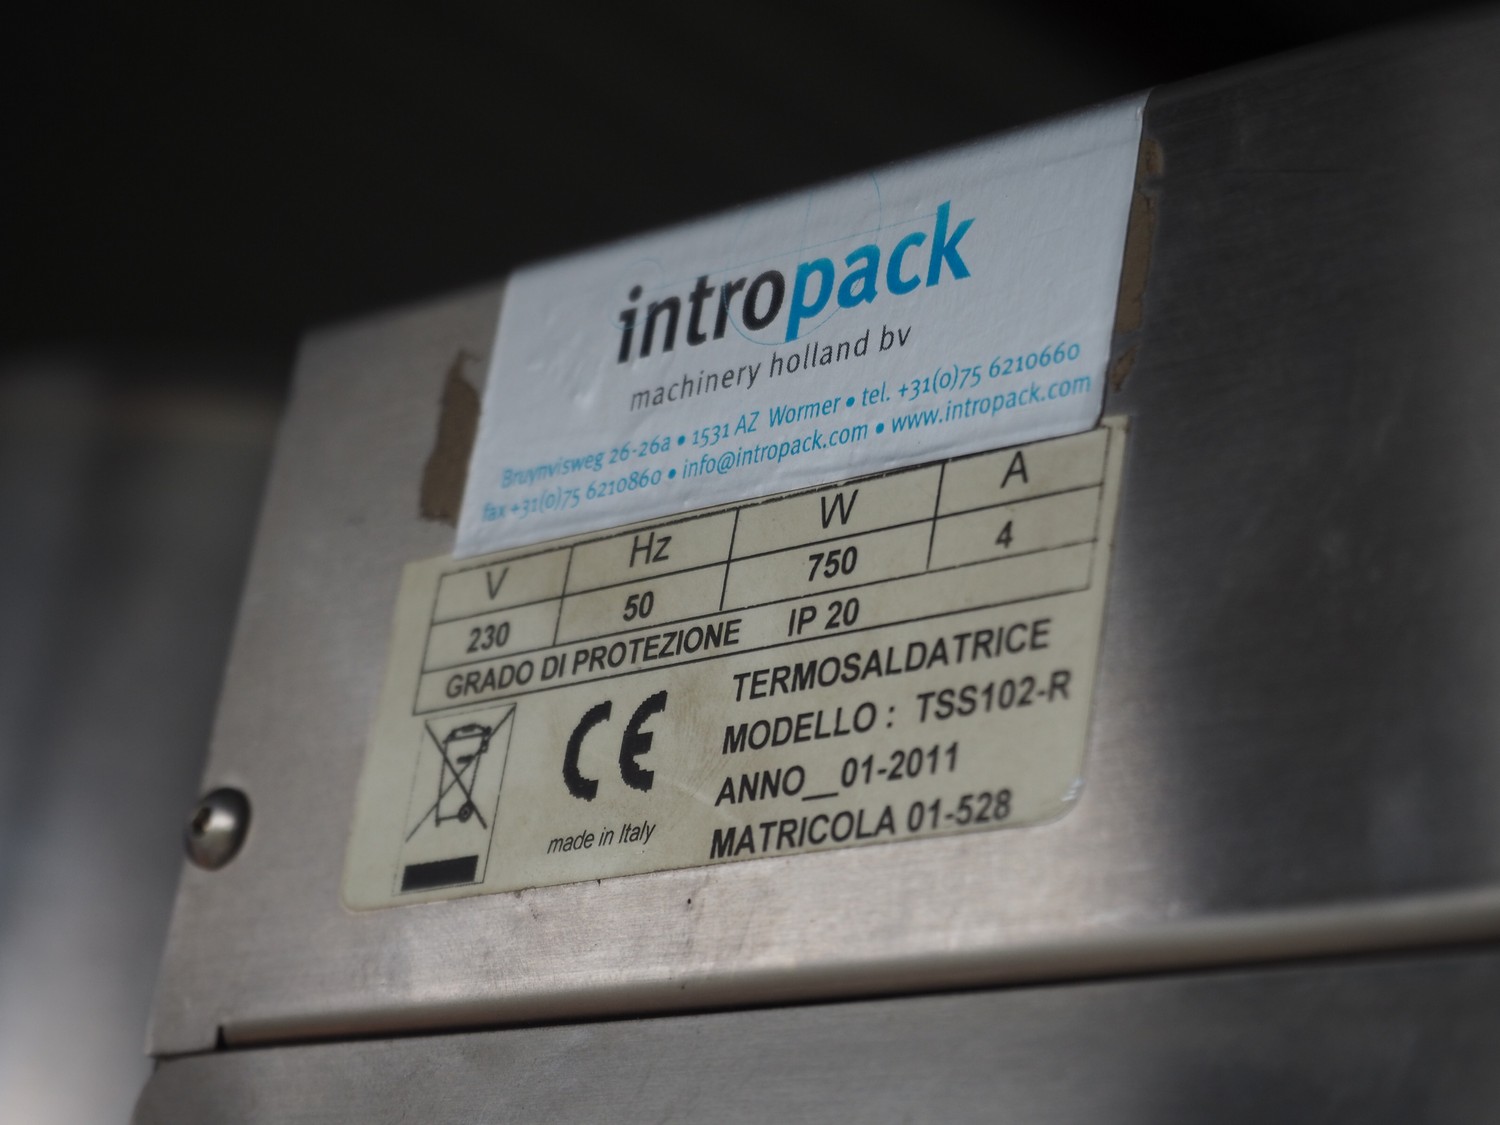 intropack
machinery holland bv
Bruynvisweg 26-26a • 1531 AZ Wormer • tel. +31(0)75 6210660
fax +31(0)75 6210860 • info@intropack.com • www.intropack.com
V Hz W A
230 50 750 4
GRADO DI PROTEZIONE IP 20
TERMOSALDATRICE
MODELLO : TSS102-R
ANNO__01-2011
MATRICOLA 01-528
CE
made in Italy